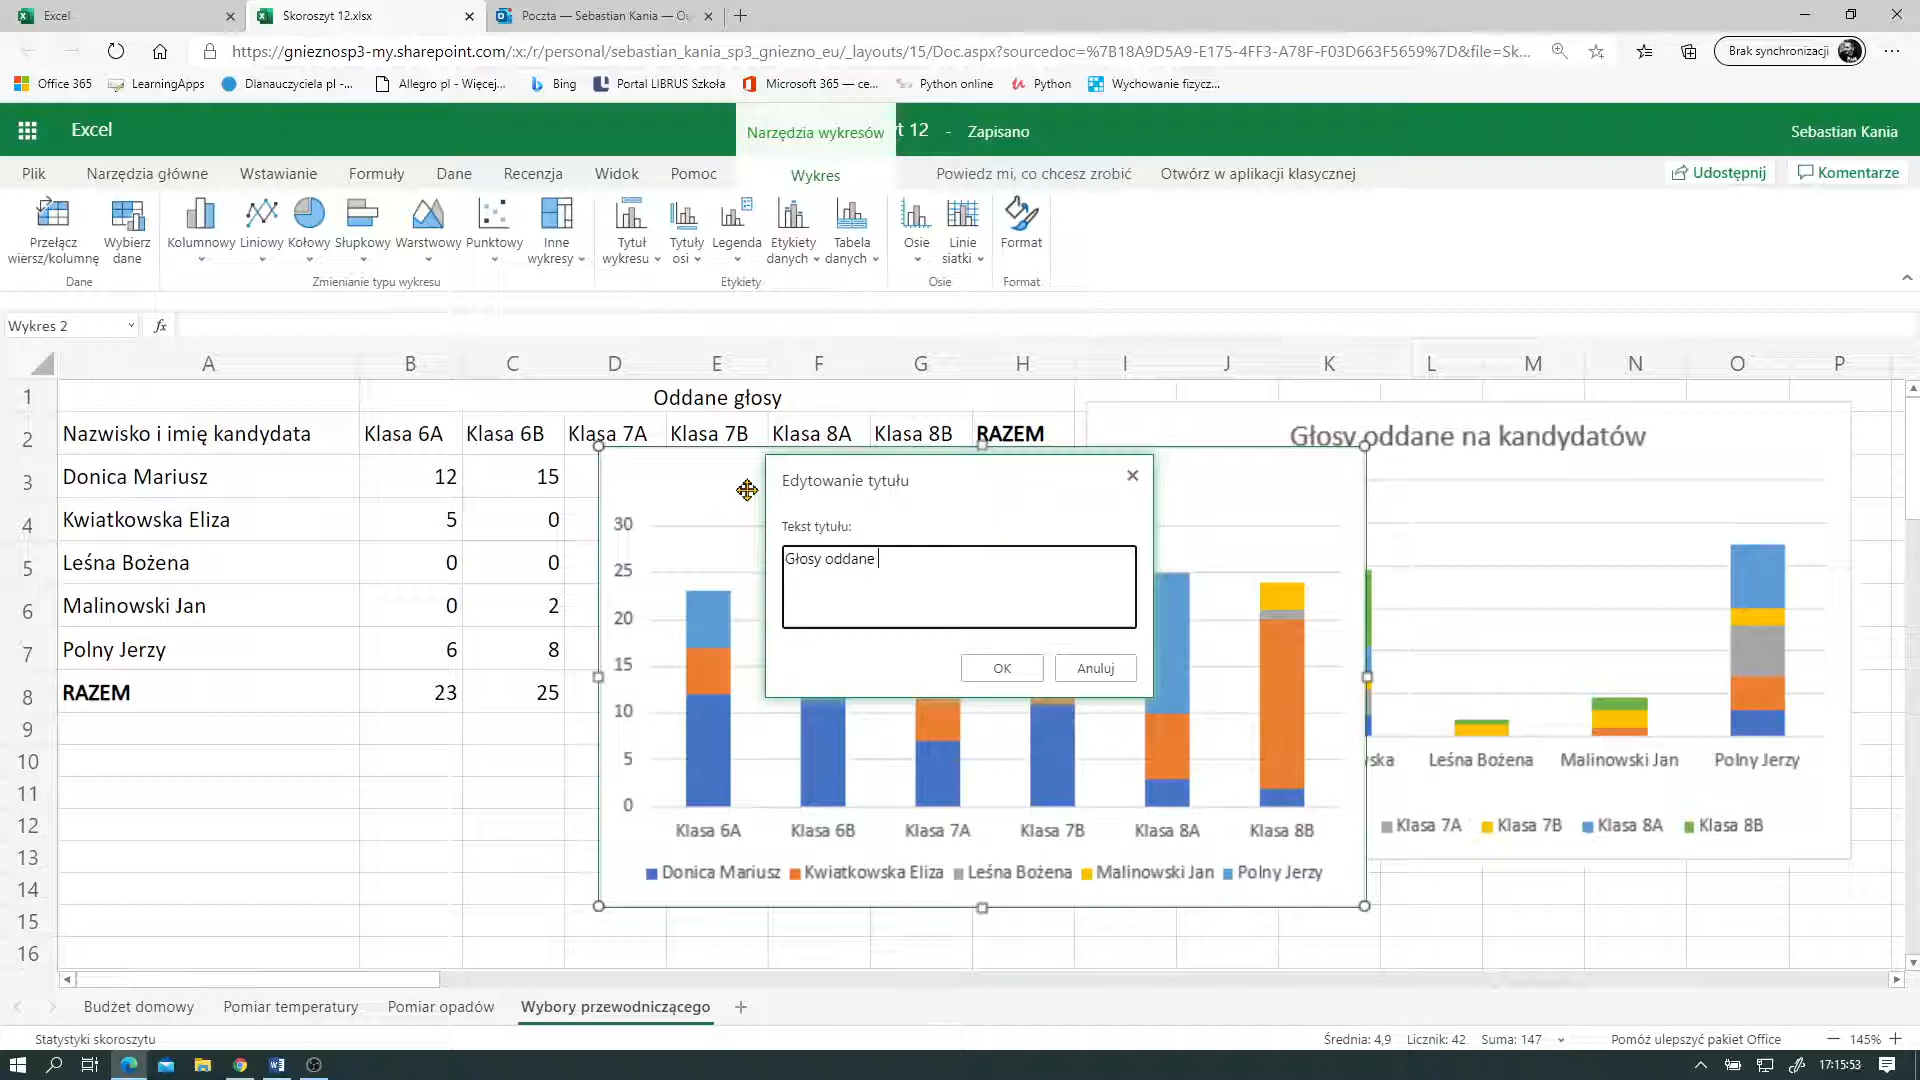 Excel
Skoroszyt 12.xlsx
Poczta — Sebastian Kania — Ou
https://gnieznosp3-my.sharepoint.com/:x:/r/personal/sebastian_kania_sp3_gniezno_eu/_layouts/15/Doc.aspx?sourcedoc=%7B18A9D5A9-E175-4FF3-A78F-F03D663F5659%7D&file=Sk...
Brak synchronizacji
Office 365
LearningApps
Dlanauczyciela pl -...
Allegro pl - Więcej,...
Bing
Portal LIBRUS Szkoła
Microsoft 365 — ce...
Python online
Python
Wychowanie fizycz...
Excel
Narzędzia wykresów
t 12 - Zapisano
Sebastian Kania
Plik
Narzędzia główne
Wstawianie
Formuły
Dane
Recenzja
Widok
Pomoc
Wykres
Powiedz mi, co chcesz zrobić
Otwórz w aplikacji klasycznej
Udostępnij
Komentarze
Przełącz wiersz/kolumnę
Wybierz dane
Kolumnowy
Liniowy
Kołowy
Słupkowy
Warstwowy
Punktowy
Inne wykresy
Tytuł wykresu
Tytuły osi
Legenda
Etykiety danych
Tabela danych
Osie
Linie siatki
Format
Dane
Zmienianie typu wykresu
Etykiety
Osie
Format
Wykres 2
fx
A B C D E F G H I J K L M N O P
1 Oddane głosy
2 Nazwisko i imię kandydata Klasa 6A Klasa 6B Klasa 7A Klasa 7B Klasa 8A Klasa 8B RAZEM
3 Donica Mariusz 12 15
4 Kwiatkowska Eliza 5 0
5 Leśna Bożena 0 0
6 Malinowski Jan 0 2
7 Polny Jerzy 6 8
8 RAZEM 23 25
9
10
11
12
13
14
15
16
Edytowanie tytułu
Tekst tytułu:
Głosy oddane
OK
Anuluj
30
25
20
15
10
5
0
Klasa 6A Klasa 6B Klasa 7A Klasa 7B Klasa 8A Klasa 8B
Donica Mariusz Kwiatkowska Eliza Leśna Bożena Malinowski Jan Polny Jerzy
Głosy oddane na kandydatów
ska Leśna Bożena Malinowski Jan Polny Jerzy
Klasa 7A Klasa 7B Klasa 8A Klasa 8B
Budżet domowy
Pomiar temperatury
Pomiar opadów
Wybory przewodniczącego
Statystyki skoroszytu
Średnia: 4,9
Licznik: 42
Suma: 147
Pomóż ulepszyć pakiet Office
145%
17:15:53